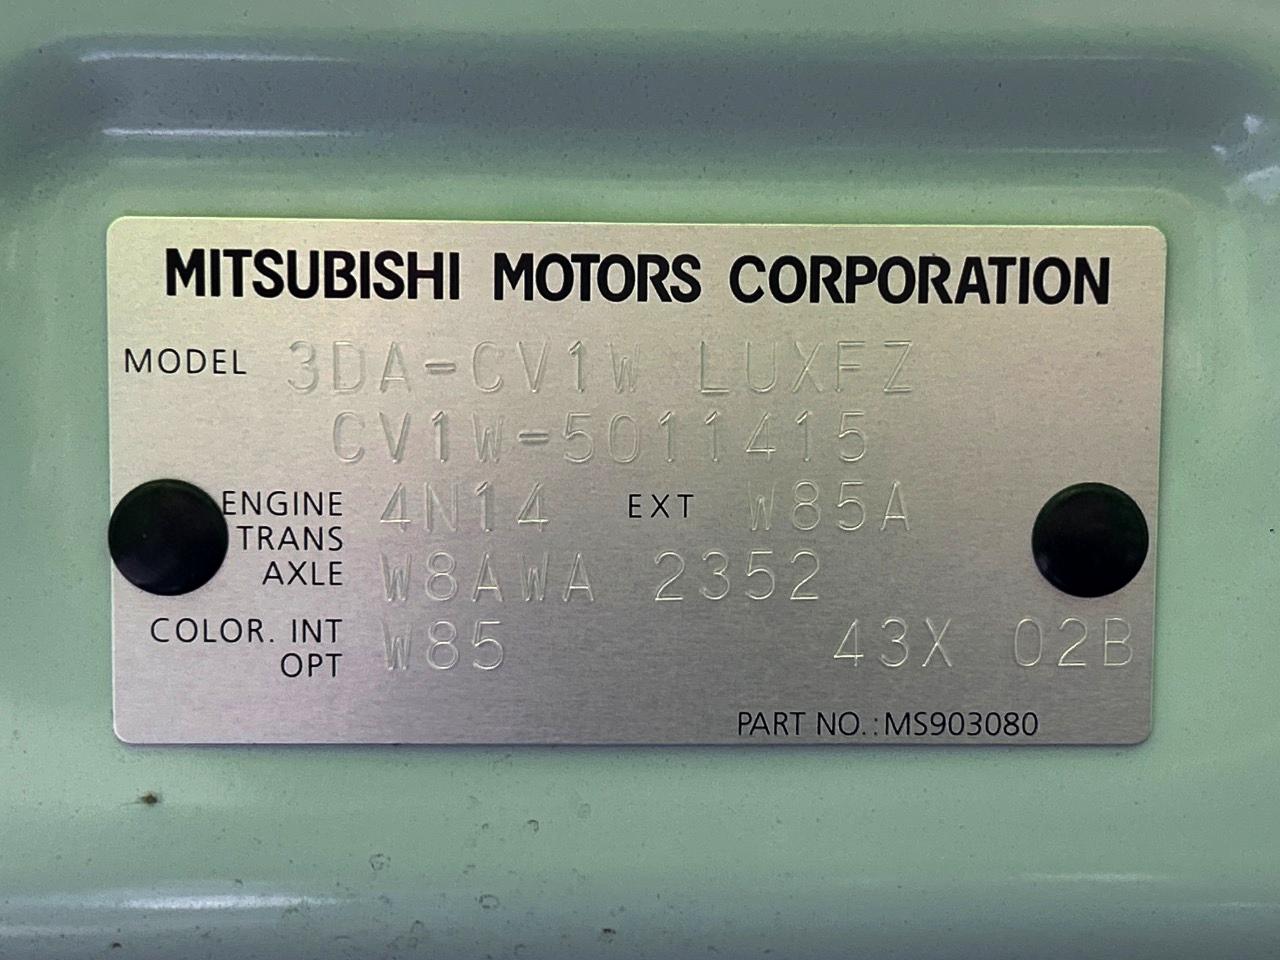 MITSUBISHI MOTORS CORPORATION
MODEL 3DA-CV1W LUXFZ
CV1W-5011415
ENGINE 4N14 EXT W85A
TRANS
AXLE W8AWA 2352
COLOR. INT W85 43X 02B
OPT
PART NO.: MS903080